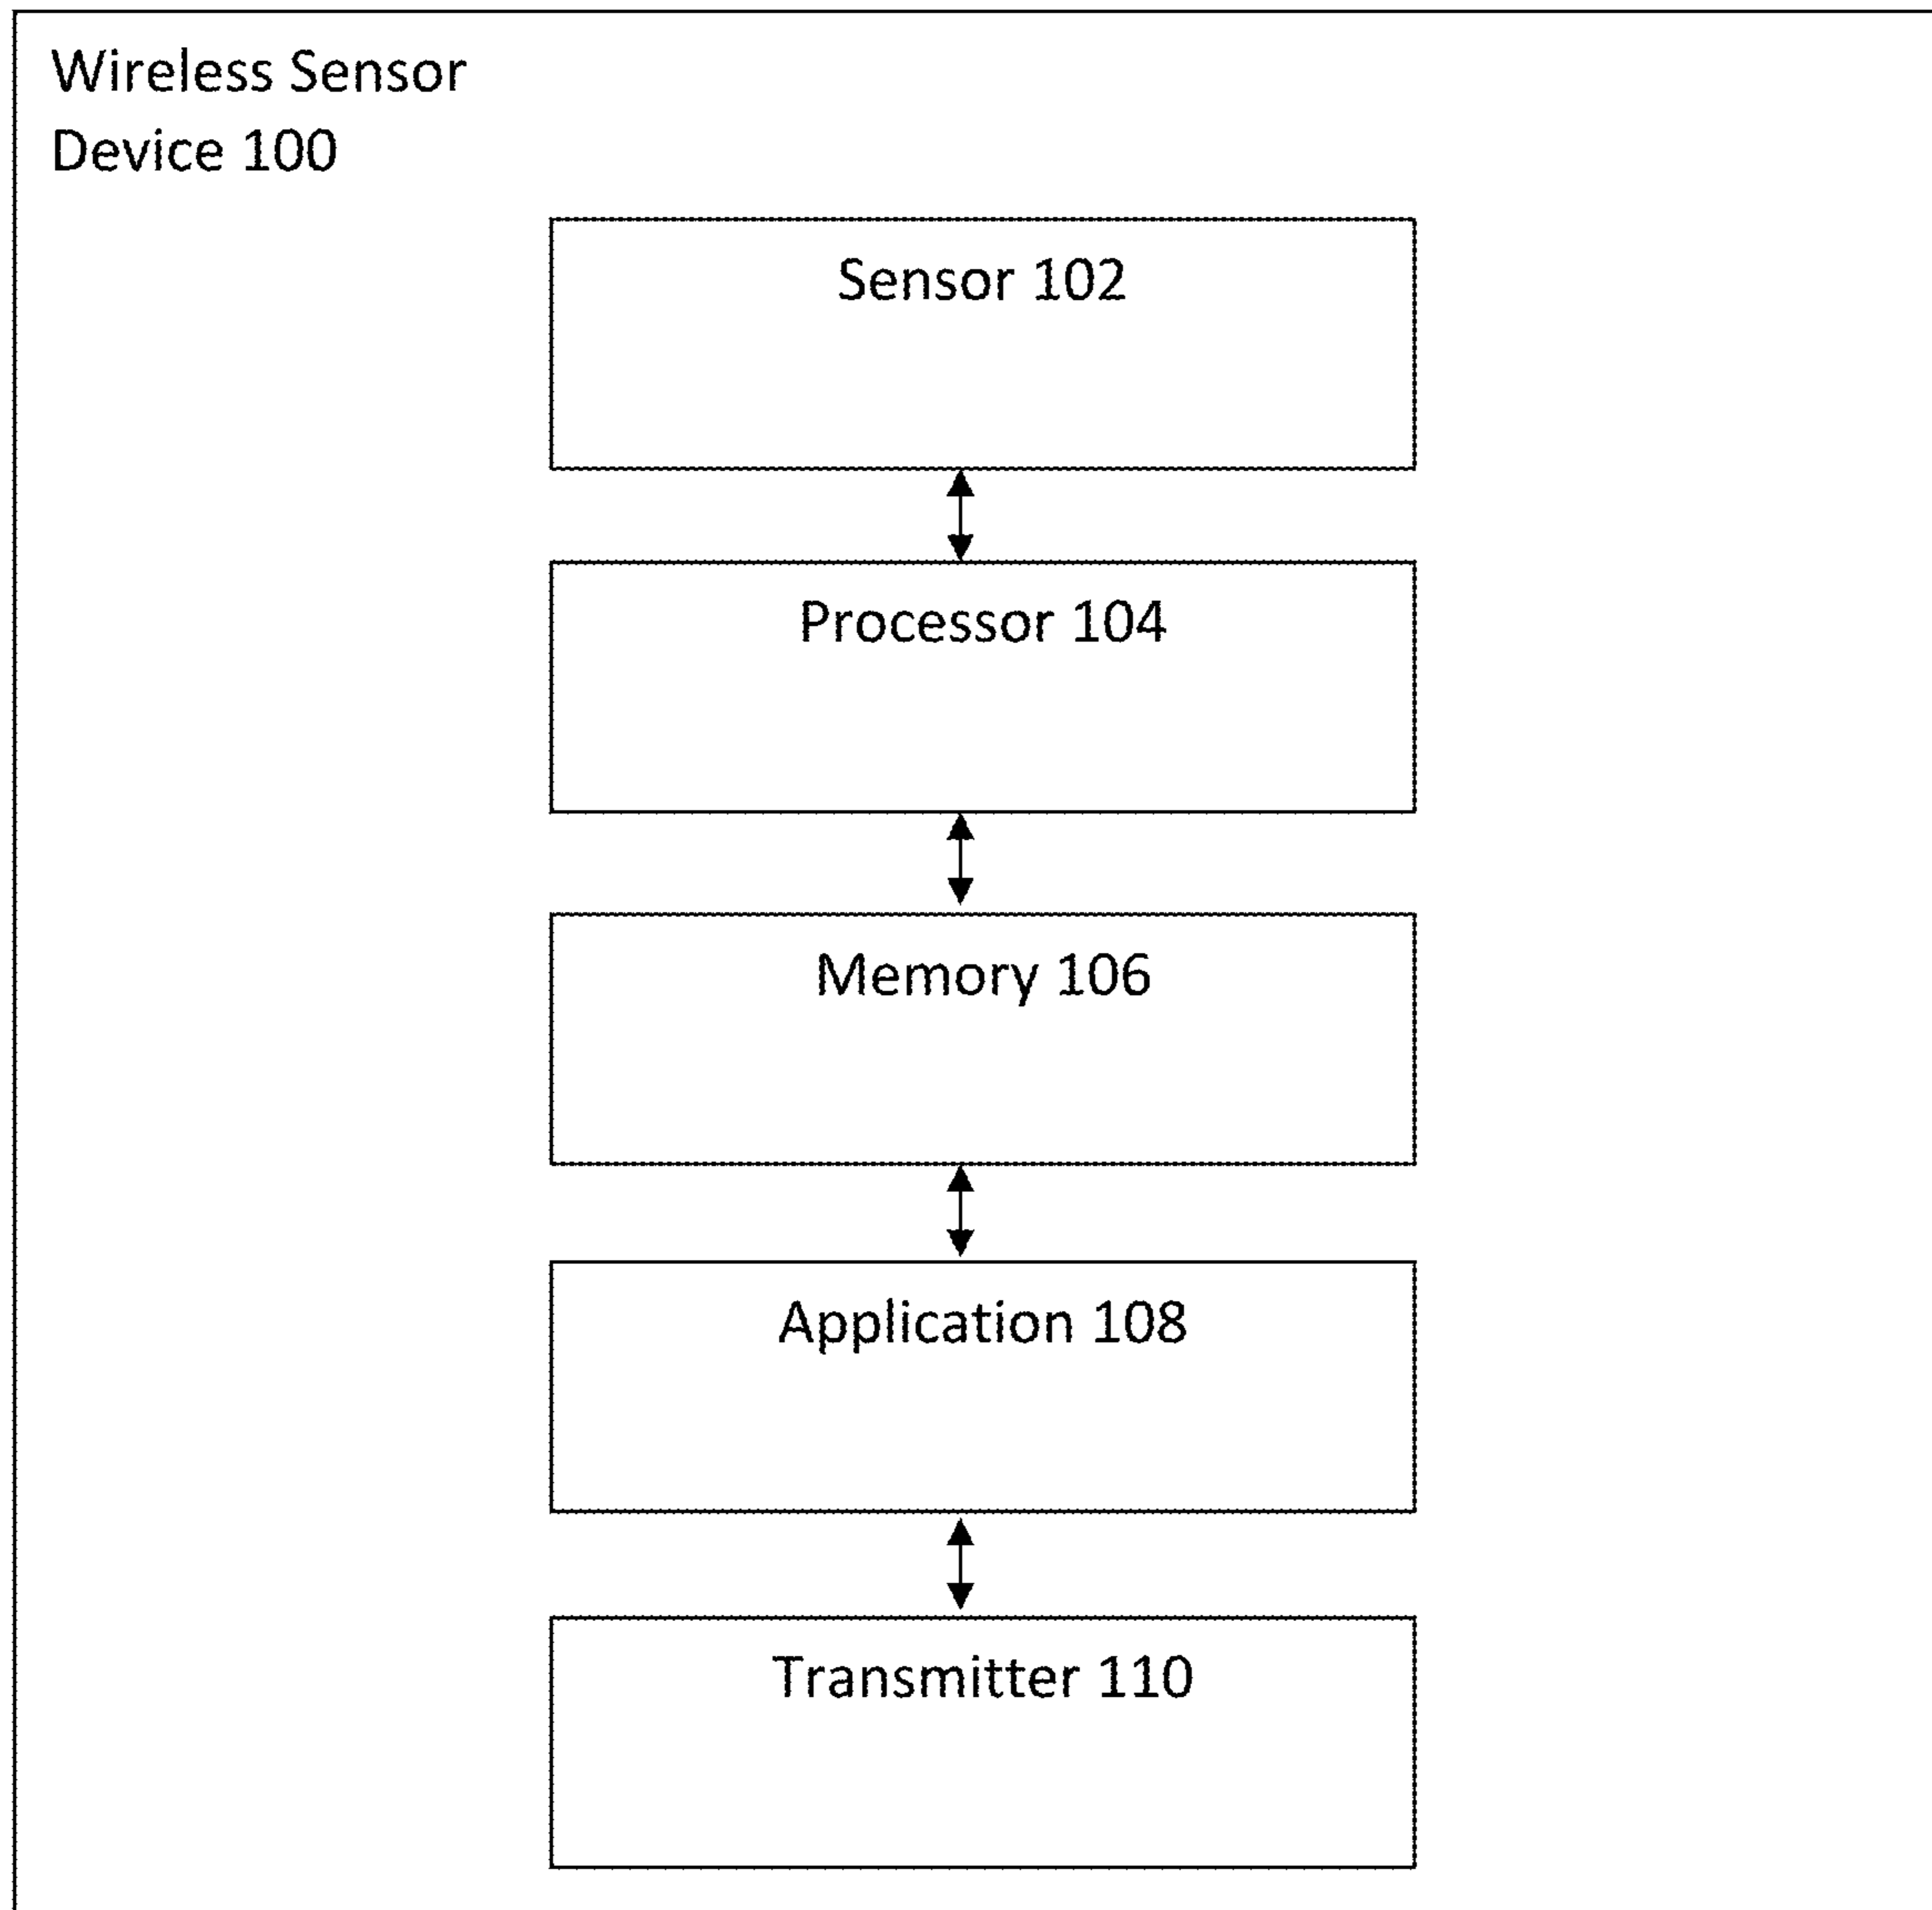 Wireless Sensor
Device 100
Sensor 102
Processor 104
Memory 106
Application 108
Transmitter 110